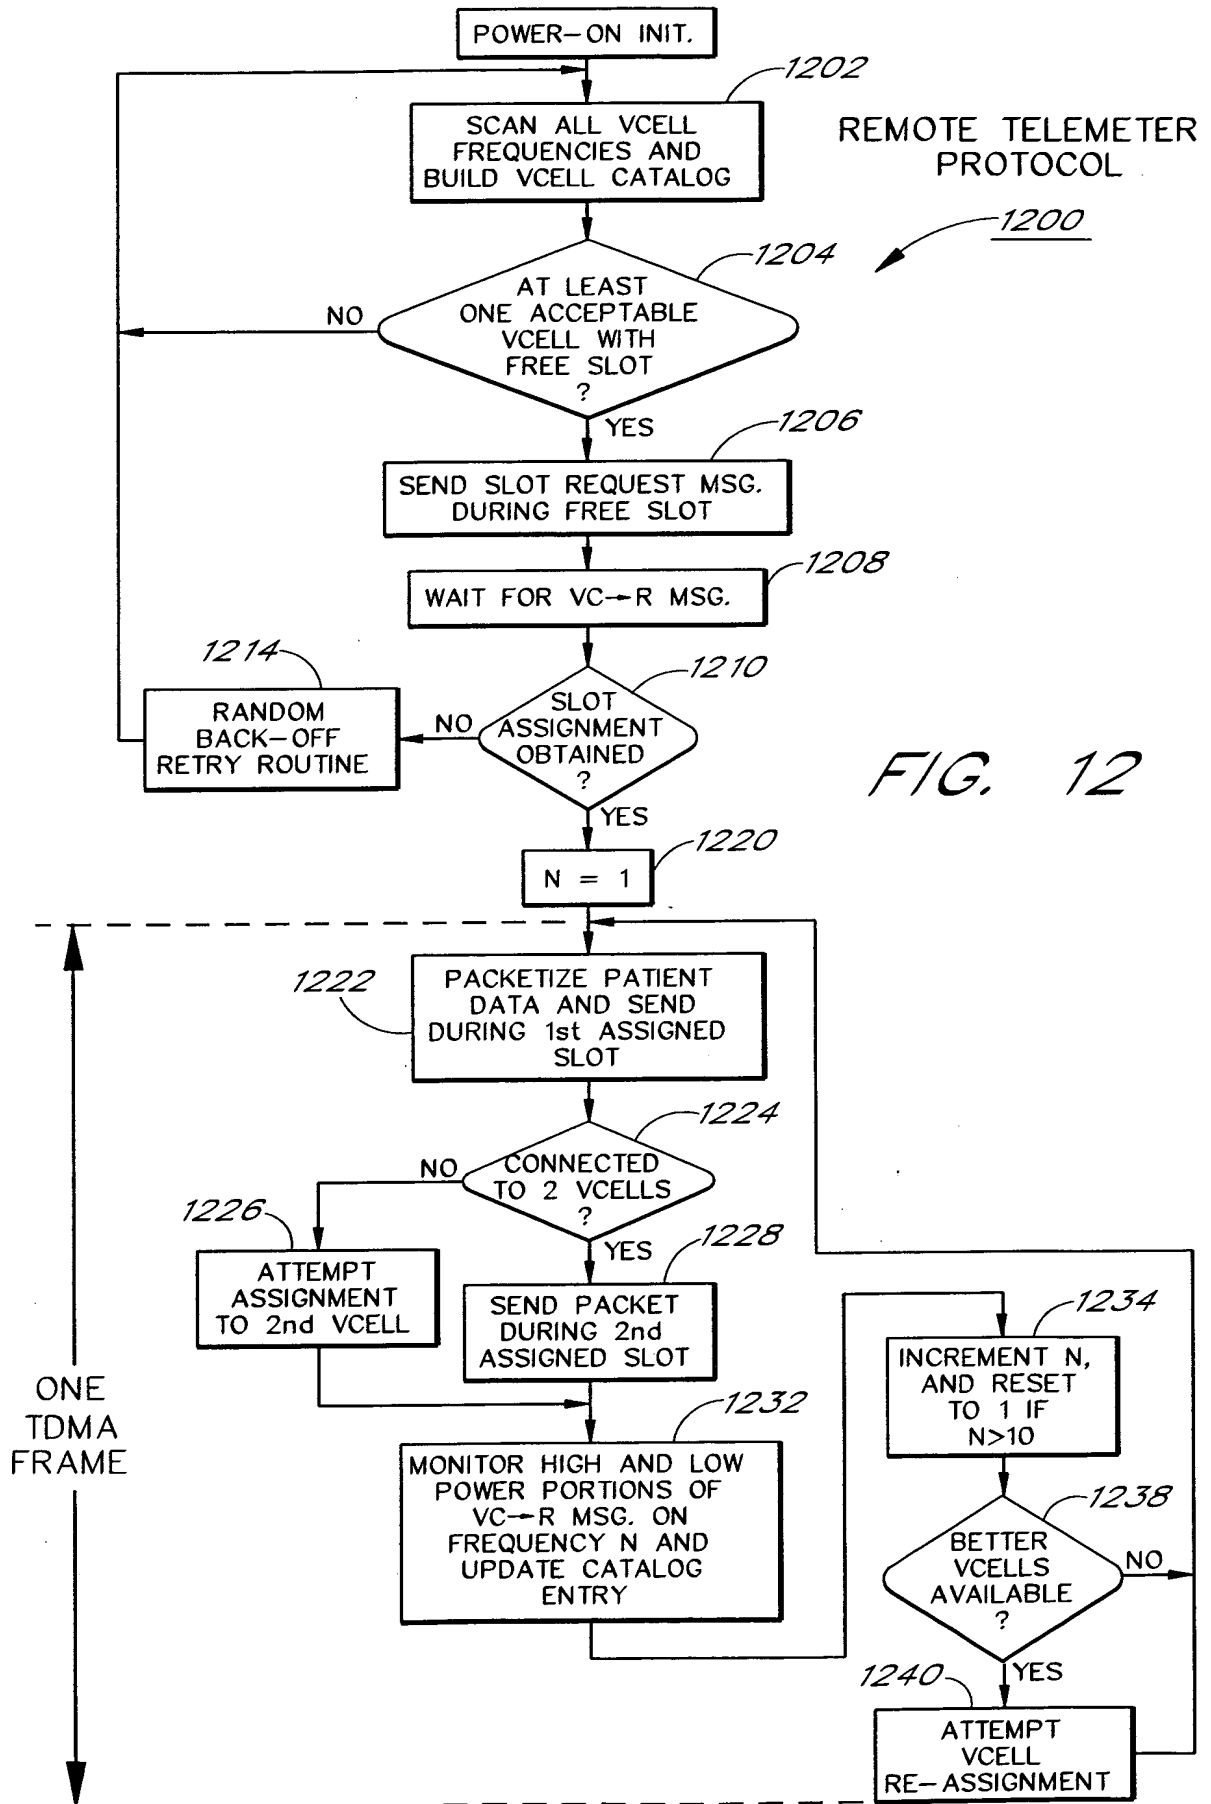 POWER-ON INIT.
1202
SCAN ALL VCELL
FREQUENCIES AND
BUILD VCELL CATALOG
REMOTE TELEMETER
PROTOCOL
1200
1204
AT LEAST
ONE ACCEPTABLE
VCELL WITH
FREE SLOT
?
NO
YES
1206
SEND SLOT REQUEST MSG.
DURING FREE SLOT
1208
WAIT FOR VC→R MSG.
1210
SLOT
ASSIGNMENT
OBTAINED
?
NO
1214
RANDOM
BACK-OFF
RETRY ROUTINE
FIG. 12
YES
1220
N = 1
1222
PACKETIZE PATIENT
DATA AND SEND
DURING 1st ASSIGNED
SLOT
1224
CONNECTED
TO 2 VCELLS
?
NO
1226
ATTEMPT
ASSIGNMENT
TO 2nd VCELL
YES
1228
SEND PACKET
DURING 2nd
ASSIGNED SLOT
ONE
TDMA
FRAME
1232
MONITOR HIGH AND LOW
POWER PORTIONS OF
VC→R MSG. ON
FREQUENCY N AND
UPDATE CATALOG
ENTRY
1234
INCREMENT N,
AND RESET
TO 1 IF
N>10
1238
BETTER
VCELLS
AVAILABLE
?
NO
YES
1240
ATTEMPT
VCELL
RE-ASSIGNMENT